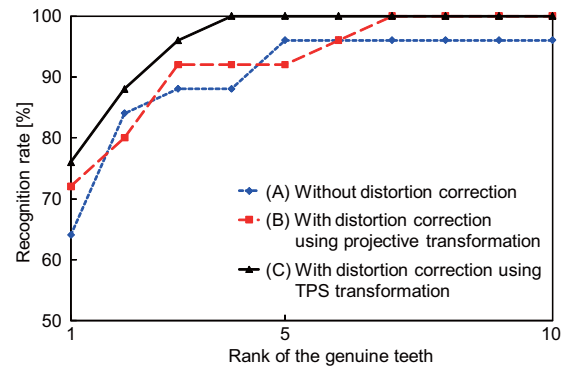 100
90
80
70
60
50
Recognition rate [%]
(A) Without distortion correction
(B) With distortion correction
using projective transformation
(C) With distortion correction using
TPS transformation
1
5
10
Rank of the genuine teeth